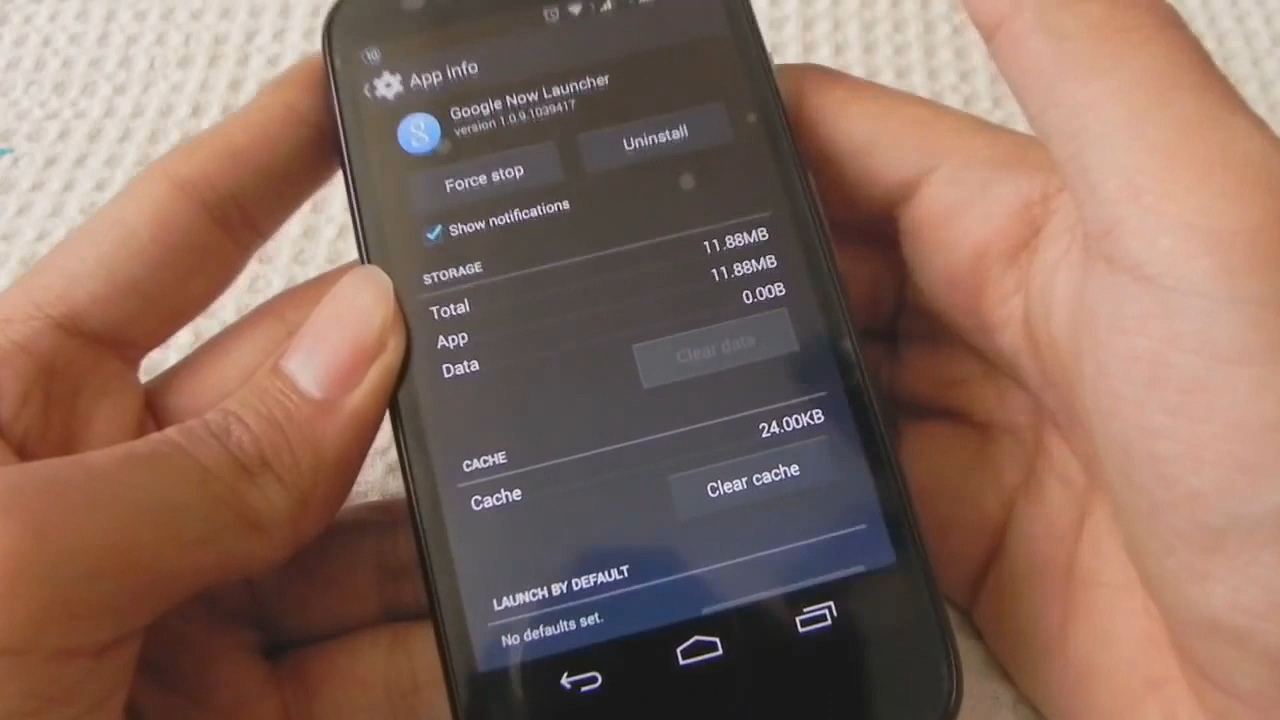 App info
Google Now Launcher
version 1.0.9.1039417
Force stop
Uninstall
Show notifications
STORAGE
Total 11.88MB
App 11.88MB
Data 0.00B
Clear data
CACHE
Cache 24.00KB
Clear cache
LAUNCH BY DEFAULT
No defaults set.